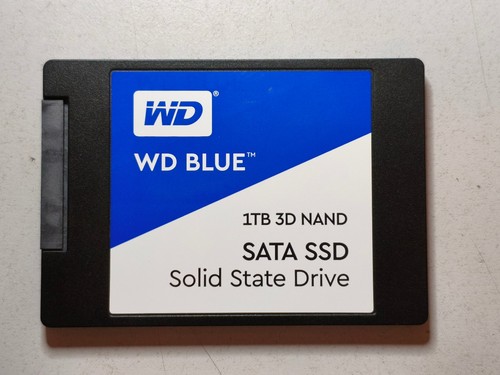 WD®
WD BLUE™
1TB 3D NAND
SATA SSD
Solid State Drive